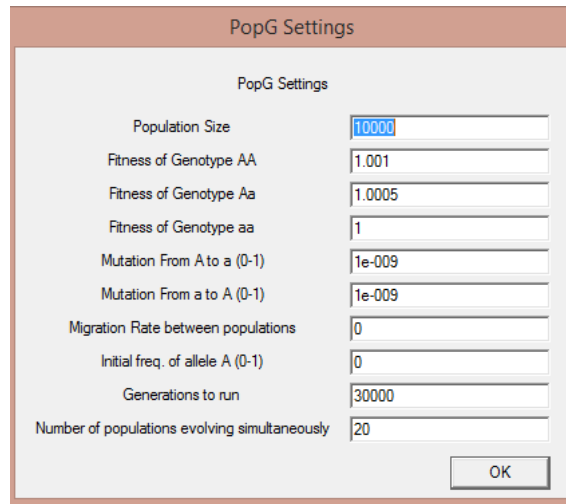 PopG Settings
PopG Settings
Population Size 10000
Fitness of Genotype AA 1.001
Fitness of Genotype Aa 1.0005
Fitness of Genotype aa 1
Mutation From A to a (0-1) 1e-009
Mutation From a to A (0-1) 1e-009
Migration Rate between populations 0
Initial freq. of allele A (0-1) 0
Generations to run 30000
Number of populations evolving simultaneously 20
OK